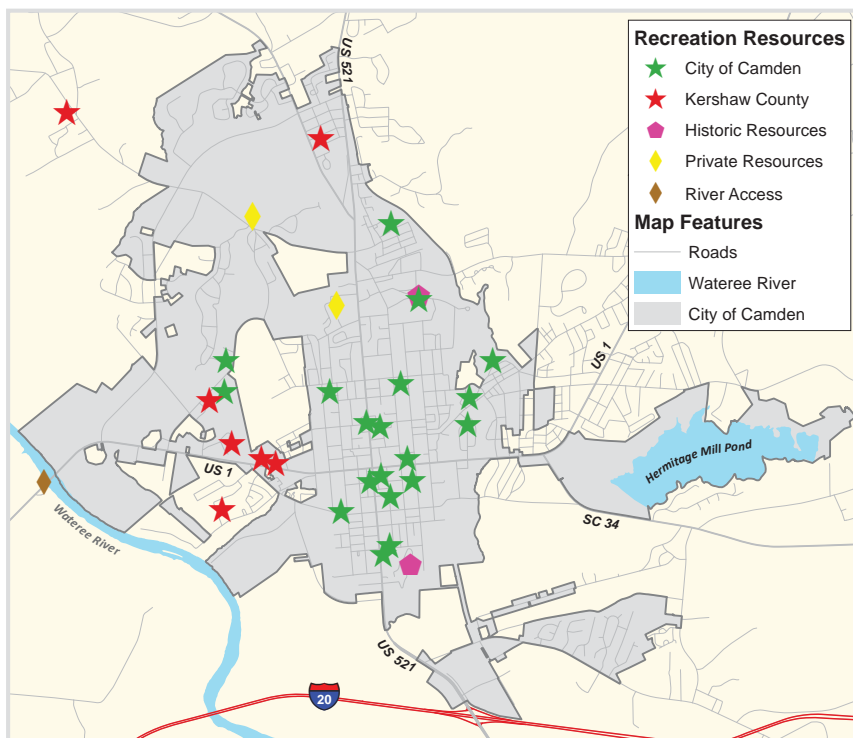 US 521
Recreation Resources
City of Camden
Kershaw County
Historic Resources
Private Resources
River Access
Map Features
Roads
Wateree River
City of Camden
US 1
Hermitage Mill Pond
US 1
SC 34
Wateree River
US 521
20